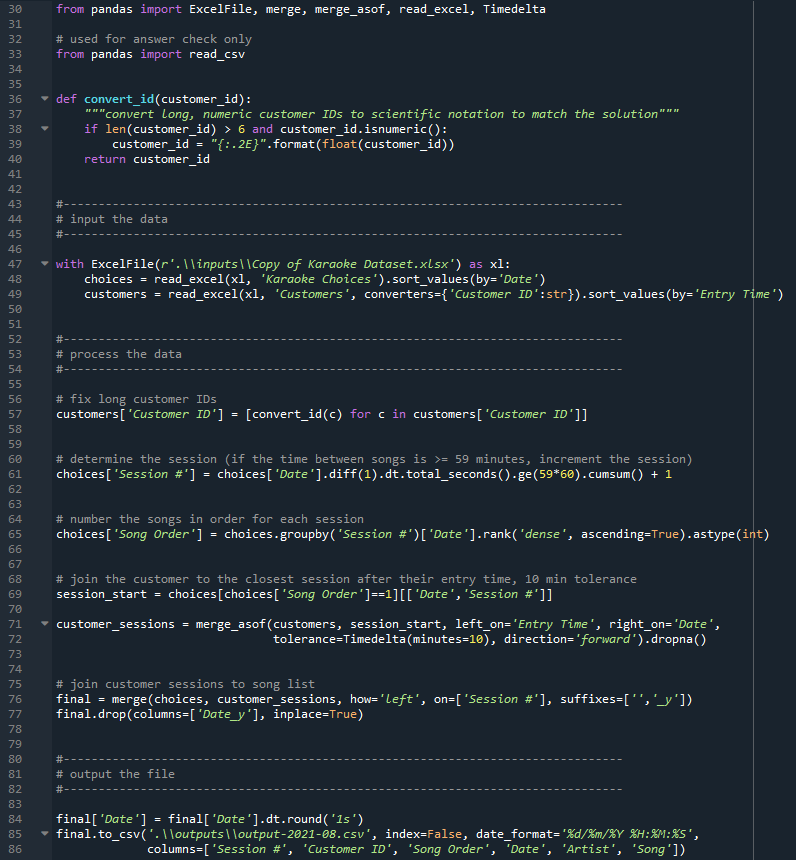 30 from pandas import ExcelFile, merge, merge_asof, read_excel, Timedelta
31
32 # used for answer check only
33 from pandas import read_csv
34
35
36 def convert_id(customer_id):
37     """convert long, numeric customer IDs to scientific notation to match the solution"""
38     if len(customer_id) > 6 and customer_id.isnumeric():
39         customer_id = "{:.2E}".format(float(customer_id))
40     return customer_id
41
42
43 #--------------------------------------------------------------------------------
44 # input the data
45 #--------------------------------------------------------------------------------
46
47 with ExcelFile(r'.\\inputs\\Copy of Karaoke Dataset.xlsx') as xl:
48     choices = read_excel(xl, 'Karaoke Choices').sort_values(by='Date')
49     customers = read_excel(xl, 'Customers', converters={'Customer ID':str}).sort_values(by='Entry Time')
50
51
52 #--------------------------------------------------------------------------------
53 # process the data
54 #--------------------------------------------------------------------------------
55
56 # fix long customer IDs
57 customers['Customer ID'] = [convert_id(c) for c in customers['Customer ID']]
58
59
60 # determine the session (if the time between songs is >= 59 minutes, increment the session)
61 choices['Session #'] = choices['Date'].diff(1).dt.total_seconds().ge(59*60).cumsum() + 1
62
63
64 # number the songs in order for each session
65 choices['Song Order'] = choices.groupby('Session #')['Date'].rank('dense', ascending=True).astype(int)
66
67
68 # join the customer to the closest session after their entry time, 10 min tolerance
69 session_start = choices[choices['Song Order']==1][['Date','Session #']]
70
71 customer_sessions = merge_asof(customers, session_start, left_on='Entry Time', right_on='Date',
72                                tolerance=Timedelta(minutes=10), direction='forward').dropna()
73
74
75 # join customer sessions to song list
76 final = merge(choices, customer_sessions, how='left', on=['Session #'], suffixes=['','_y'])
77 final.drop(columns=['Date_y'], inplace=True)
78
79
80 #--------------------------------------------------------------------------------
81 # output the file
82 #--------------------------------------------------------------------------------
83
84 final['Date'] = final['Date'].dt.round('1s')
85 final.to_csv('.\\outputs\\output-2021-08.csv', index=False, date_format='%d/%m/%Y %H:%M:%S',
86              columns=['Session #', 'Customer ID', 'Song Order', 'Date', 'Artist', 'Song'])